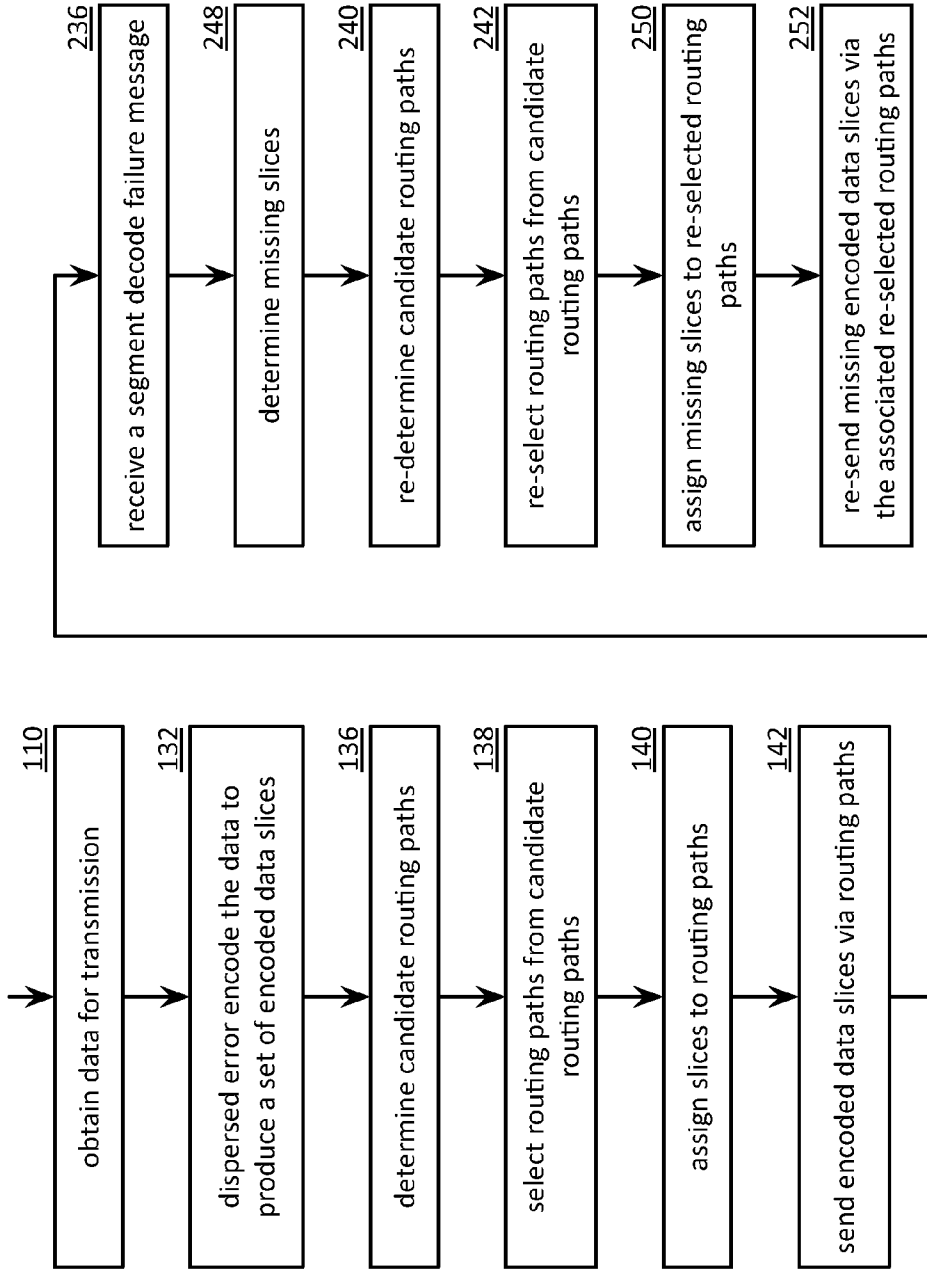 110
obtain data for transmission
132
dispersed error encode the data to
produce a set of encoded data slices
136
determine candidate routing paths
138
select routing paths from candidate
routing paths
140
assign slices to routing paths
142
send encoded data slices via routing paths
236
receive a segment decode failure message
248
determine missing slices
240
re-determine candidate routing paths
242
re-select routing paths from candidate
routing paths
250
assign missing slices to re-selected routing
paths
252
re-send missing encoded data slices via
the associated re-selected routing paths